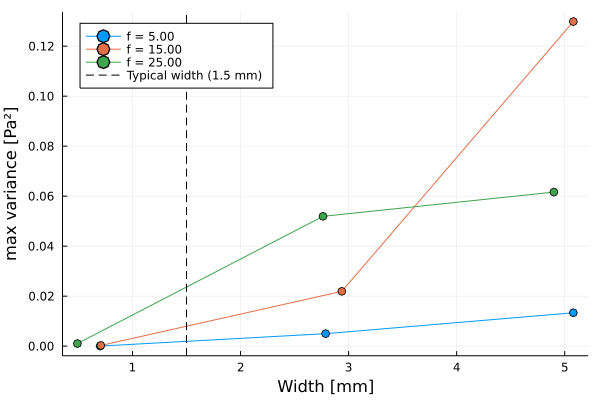 max variance [Pa²]
0.12
0.10
0.08
0.06
0.04
0.02
0.00
f = 5.00
f = 15.00
f = 25.00
Typical width (1.5 mm)
1 2 3 4 5
Width [mm]